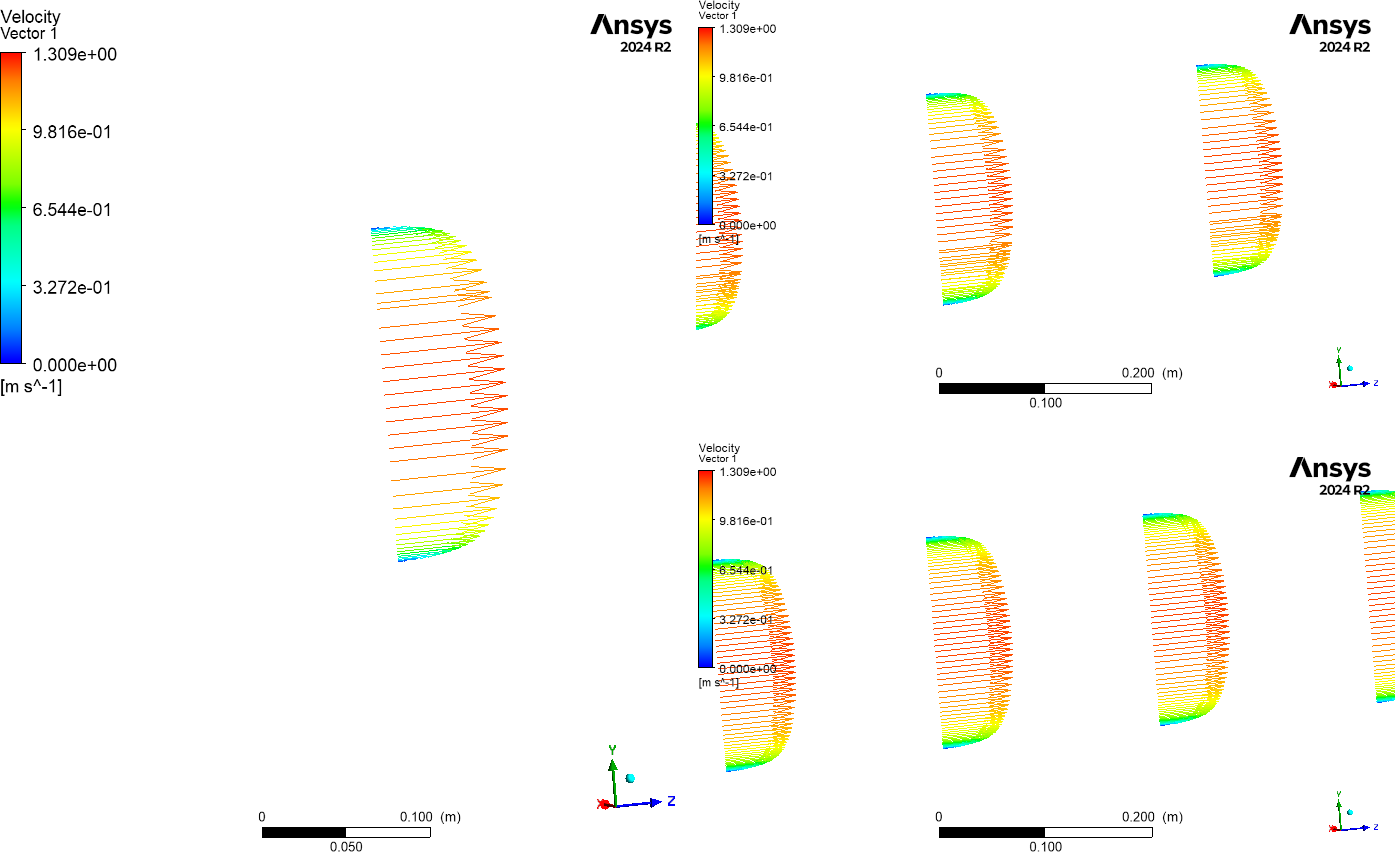 Velocity
Vector 1
1.309e+00
9.816e-01
6.544e-01
3.272e-01
0.000e+00
[m s^-1]
Ansys
2024 R2
Y
X
Z
0 0.100 (m)
0.050
Velocity
Vector 1
1.309e+00
9.816e-01
6.544e-01
3.272e-01
0.000e+00
[m s^-1]
Ansys
2024 R2
0 0.200 (m)
0.100
Y
X
Z
Velocity
Vector 1
1.309e+00
9.816e-01
6.544e-01
3.272e-01
0.000e+00
[m s^-1]
Ansys
2024 R2
0 0.200 (m)
0.100
Y
X
Z